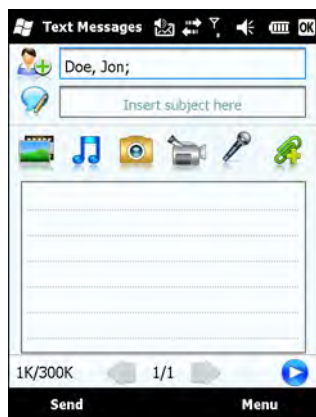 Text Messages OK
Doe, Jon;
Insert subject here
1K/300K 1/1
Send Menu